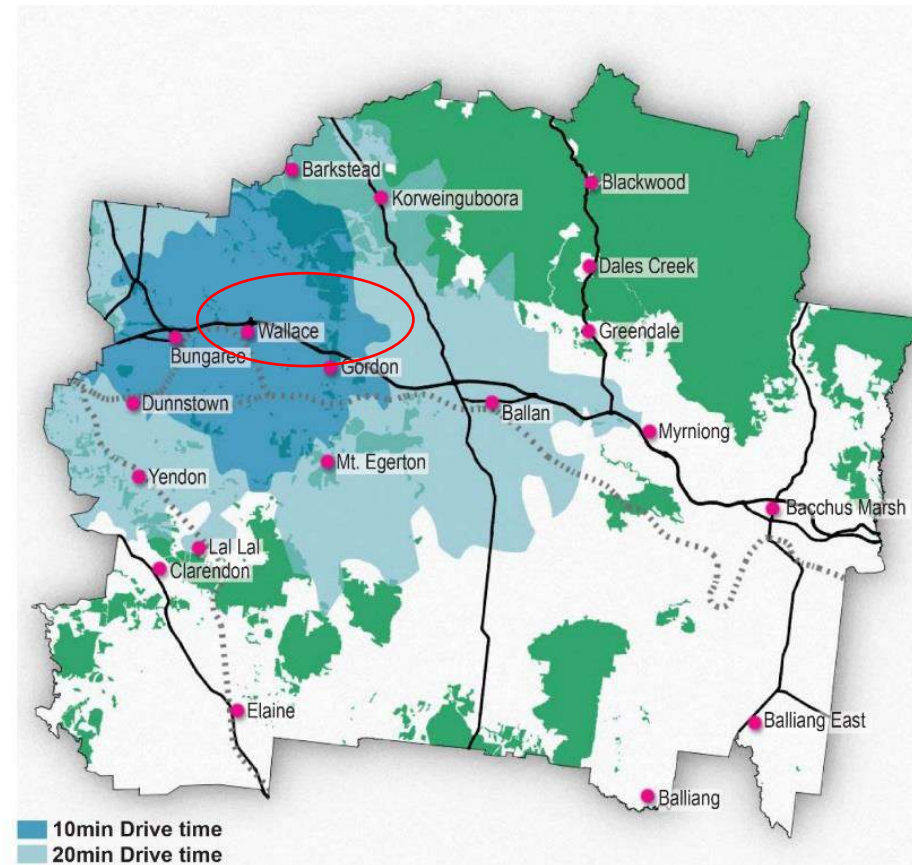 Barkstead
Korweinguboora
Blackwood
Dales Creek
Wallace
Greendale
Bungaree
Gordon
Dunnstown
Ballan
Myrniong
Mt. Egerton
Yendon
Bacchus Marsh
Lal Lal
Clarendon
Elaine
Balliang East
Balliang
10min Drive time
20min Drive time